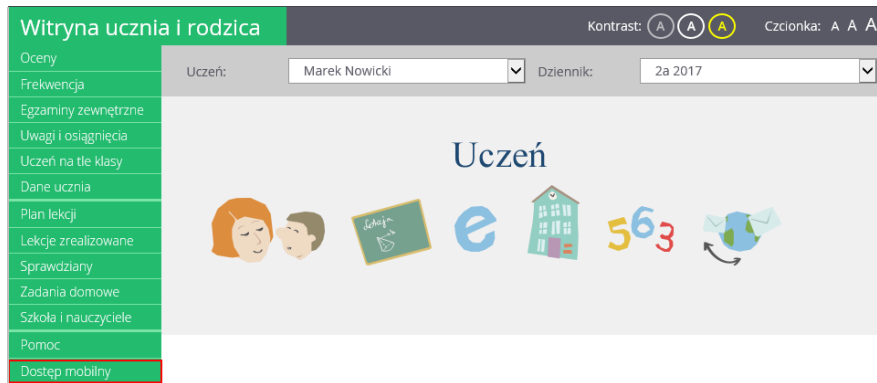 Witryna ucznia i rodzica
Kontrast: A A A
Czcionka: A A A
Uczeń: Marek Nowicki
Dziennik: 2a 2017
Oceny
Frekwencja
Egzaminy zewnętrzne
Uwagi i osiągnięcia
Uczeń na tle klasy
Dane ucznia
Plan lekcji
Lekcje zrealizowane
Sprawdziany
Zadania domowe
Szkoła i nauczyciele
Pomoc
Dostęp mobilny
Uczeń
Lekcja
e
563